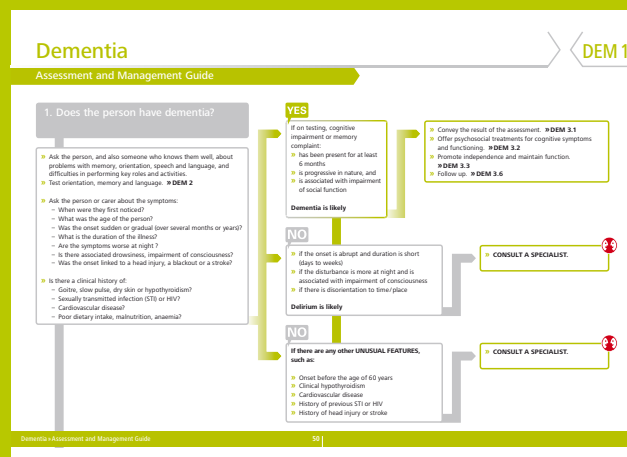 Dementia
DEM 1
Assessment and Management Guide
1. Does the person have dementia?
» Ask the person, and also someone who knows them well, about
problems with memory, orientation, speech and language, and
difficulties in performing key roles and activities.
» Test orientation, memory and language. » DEM 2
» Ask the person or carer about the symptoms:
– When were they first noticed?
– What was the age of the person?
– Was the onset sudden or gradual (over several months or years)?
– What is the duration of the illness?
– Are the symptoms worse at night ?
– Is there associated drowsiness, impairment of consciousness?
– Was the onset linked to a head injury, a blackout or a stroke?
» Is there a clinical history of:
– Goitre, slow pulse, dry skin or hypothyroidism?
– Sexually transmitted infection (STI) or HIV?
– Cardiovascular disease?
– Poor dietary intake, malnutrition, anaemia?
YES
If on testing, cognitive
impairment or memory
complaint:
» has been present for at least
6 months
» is progressive in nature, and
» is associated with impairment
of social function
Dementia is likely
» Convey the result of the assessment. » DEM 3.1
» Offer psychosocial treatments for cognitive symptoms
and functioning. » DEM 3.2
» Promote independence and maintain function.
» DEM 3.3
» Follow up. » DEM 3.6
NO
» if the onset is abrupt and duration is short
(days to weeks)
» if the disturbance is more at night and is
associated with impairment of consciousness
» if there is disorientation to time/place
Delirium is likely
» CONSULT A SPECIALIST.
NO
If there are any other UNUSUAL FEATURES,
such as:
» Onset before the age of 60 years
» Clinical hypothyroidism
» Cardiovascular disease
» History of previous STI or HIV
» History of head injury or stroke
» CONSULT A SPECIALIST.
Dementia » Assessment and Management Guide
50